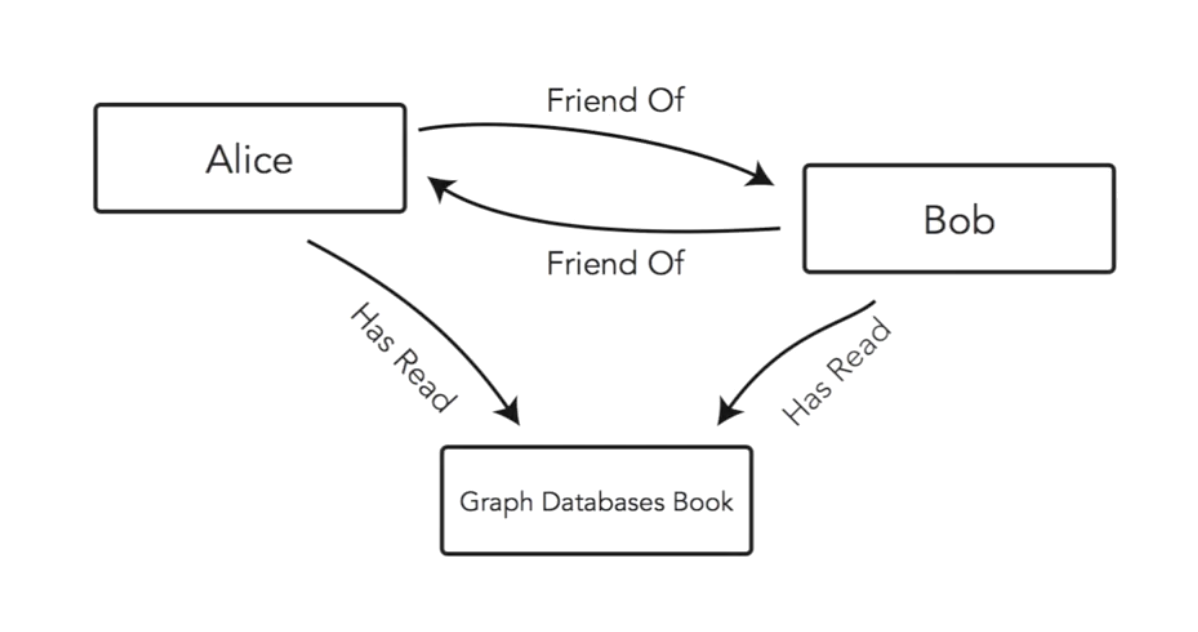 Friend Of
Alice
Bob
Friend Of
Has Read
Has Read
Graph Databases Book